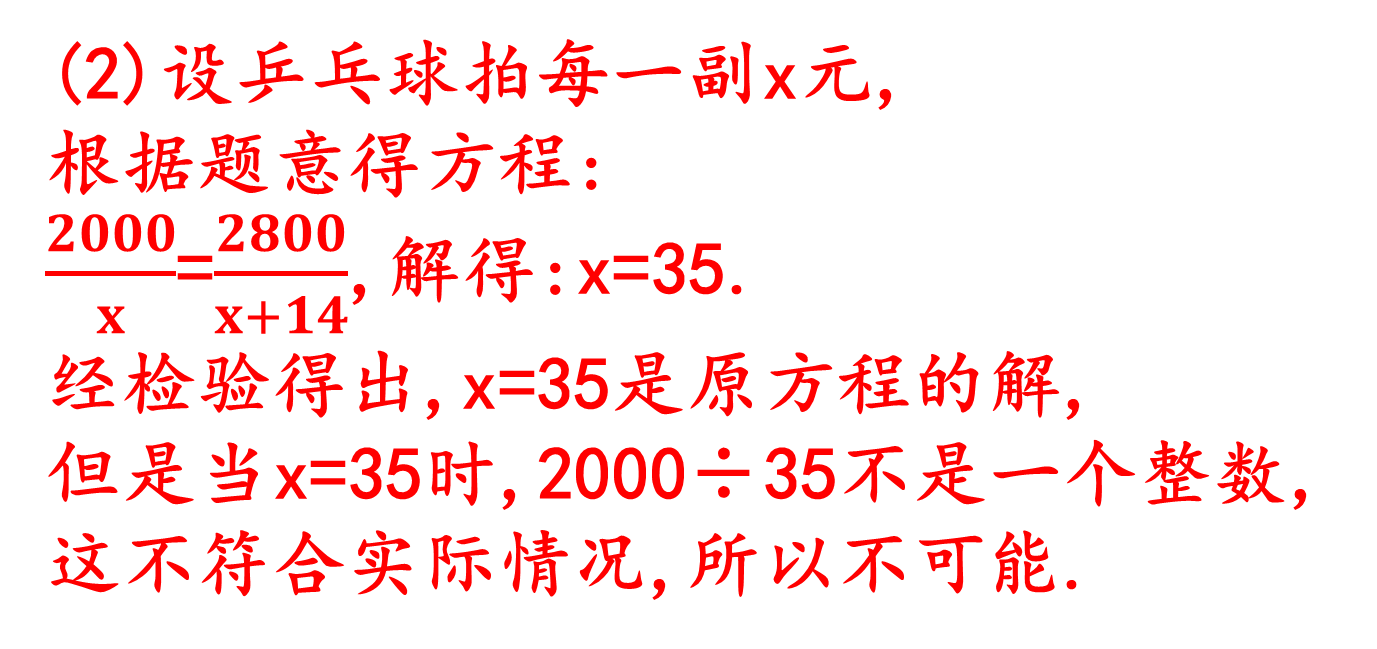 (2)设乒乓球拍每一副x元,
根据题意得方程:
2000/x=2800/(x+14),解得:x=35.
经检验得出,x=35是原方程的解,
但是当x=35时,2000÷35不是一个整数,
这不符合实际情况,所以不可能.